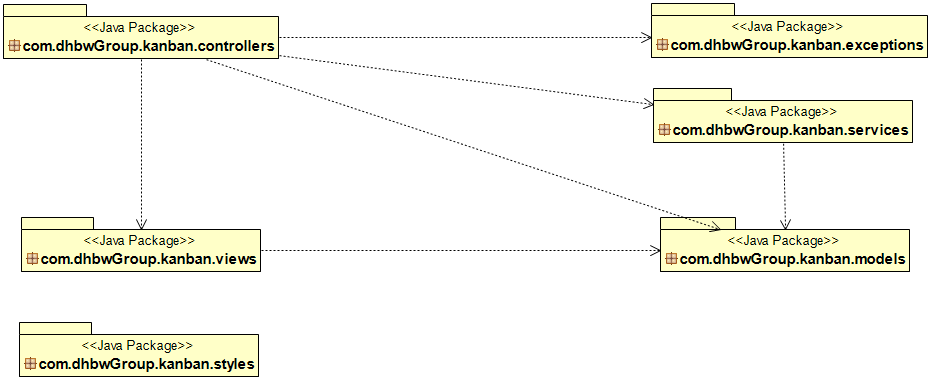 <<Java Package>>
com.dhbwGroup.kanban.controllers
<<Java Package>>
com.dhbwGroup.kanban.exceptions
<<Java Package>>
com.dhbwGroup.kanban.services
<<Java Package>>
com.dhbwGroup.kanban.views
<<Java Package>>
com.dhbwGroup.kanban.models
<<Java Package>>
com.dhbwGroup.kanban.styles